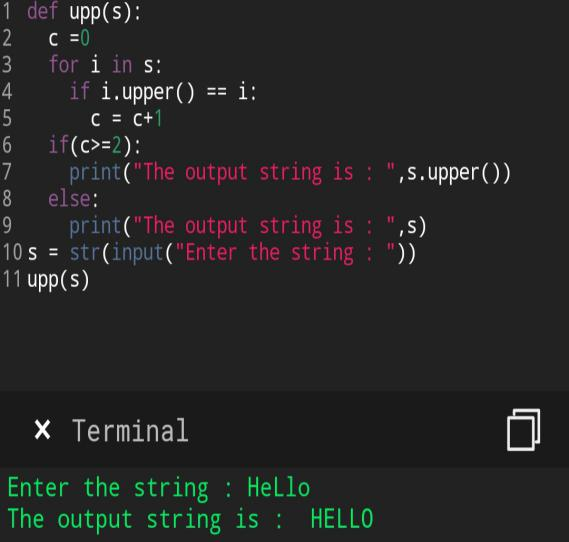 1 def upp(s):
2   c =0
3   for i in s:
4     if i.upper() == i:
5       c = c+1
6   if(c>=2):
7     print("The output string is : ",s.upper())
8   else:
9     print("The output string is : ",s)
10 s = str(input("Enter the string : "))
11 upp(s)
× Terminal
Enter the string : HeLlo
The output string is :  HELLO